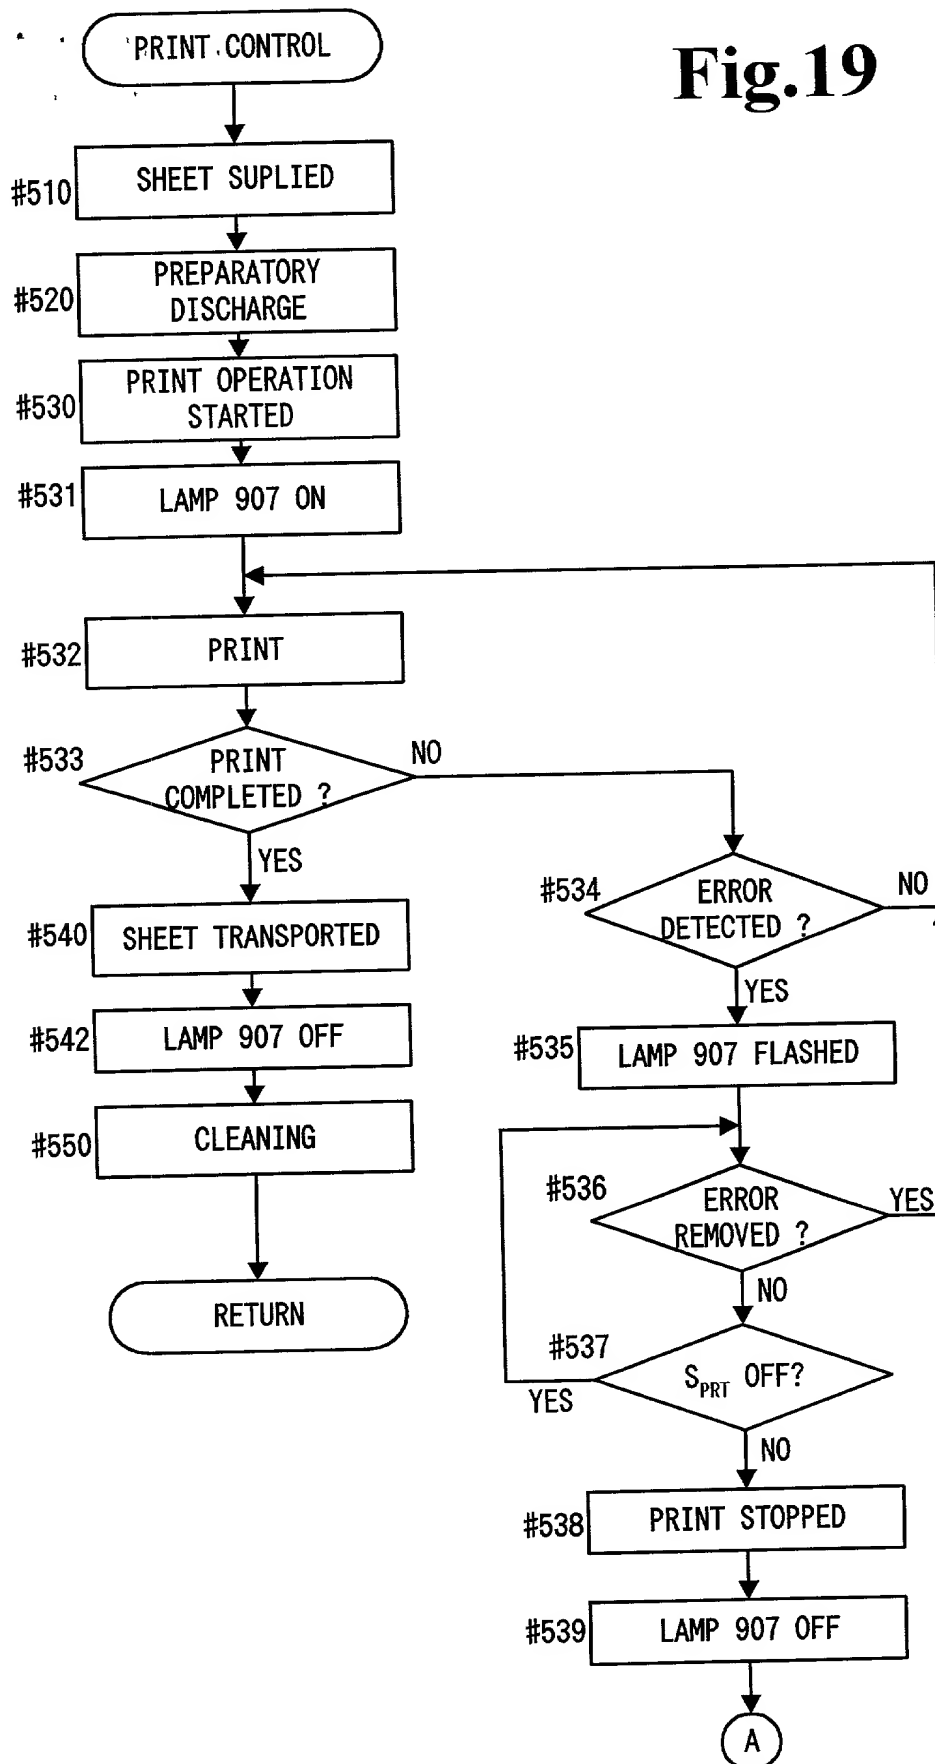 PRINT CONTROL
Fig.19
#510
SHEET SUPLIED
#520
PREPARATORY
DISCHARGE
#530
PRINT OPERATION
STARTED
#531
LAMP 907 ON
#532
PRINT
#533
PRINT
COMPLETED ?
NO
YES
#534
ERROR
DETECTED ?
NO
YES
#540
SHEET TRANSPORTED
#542
LAMP 907 OFF
#535
LAMP 907 FLASHED
#550
CLEANING
#536
ERROR
REMOVED ?
YES
NO
RETURN
#537
SPRT OFF?
YES
NO
#538
PRINT STOPPED
#539
LAMP 907 OFF
A